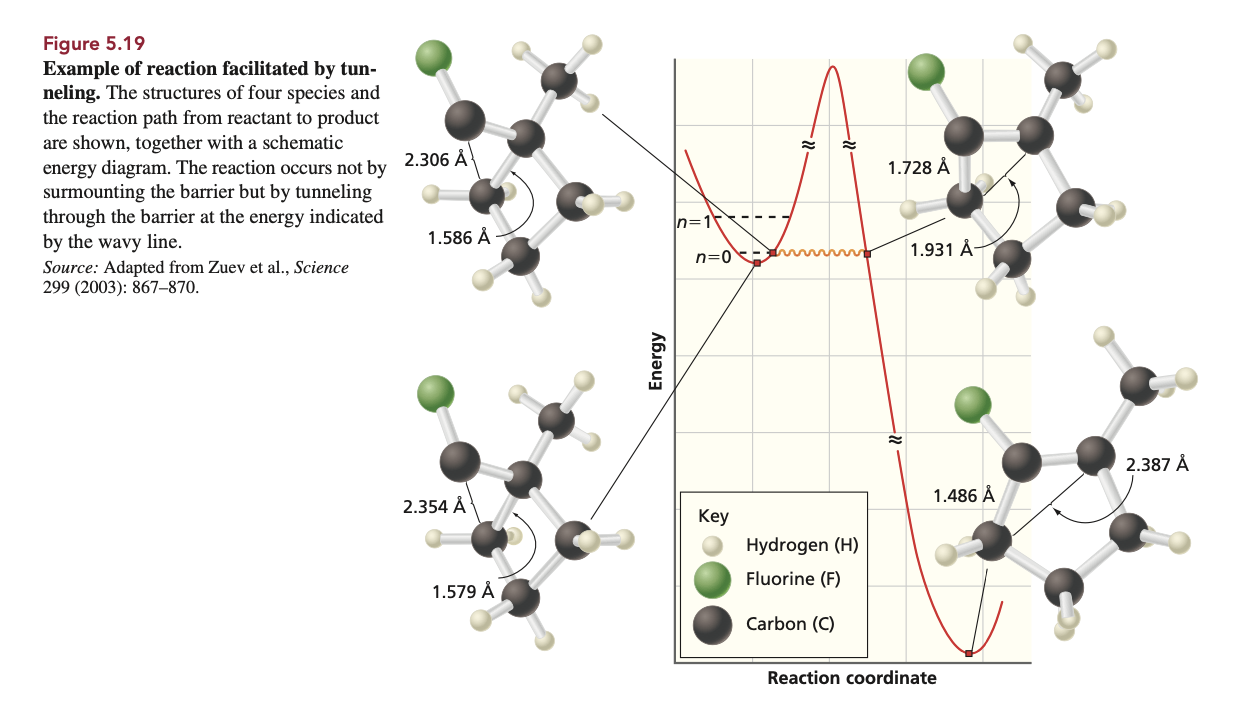 Figure 5.19
Example of reaction facilitated by tun-
neling. The structures of four species and
the reaction path from reactant to product
are shown, together with a schematic
energy diagram. The reaction occurs not by
surmounting the barrier but by tunneling
through the barrier at the energy indicated
by the wavy line.
Source: Adapted from Zuev et al., Science
299 (2003): 867–870.
2.306 Å
1.586 Å
2.354 Å
1.579 Å
Energy
n=1
n=0
≈
≈
≈
1.728 Å
1.931 Å
1.486 Å
2.387 Å
Key
Hydrogen (H)
Fluorine (F)
Carbon (C)
Reaction coordinate